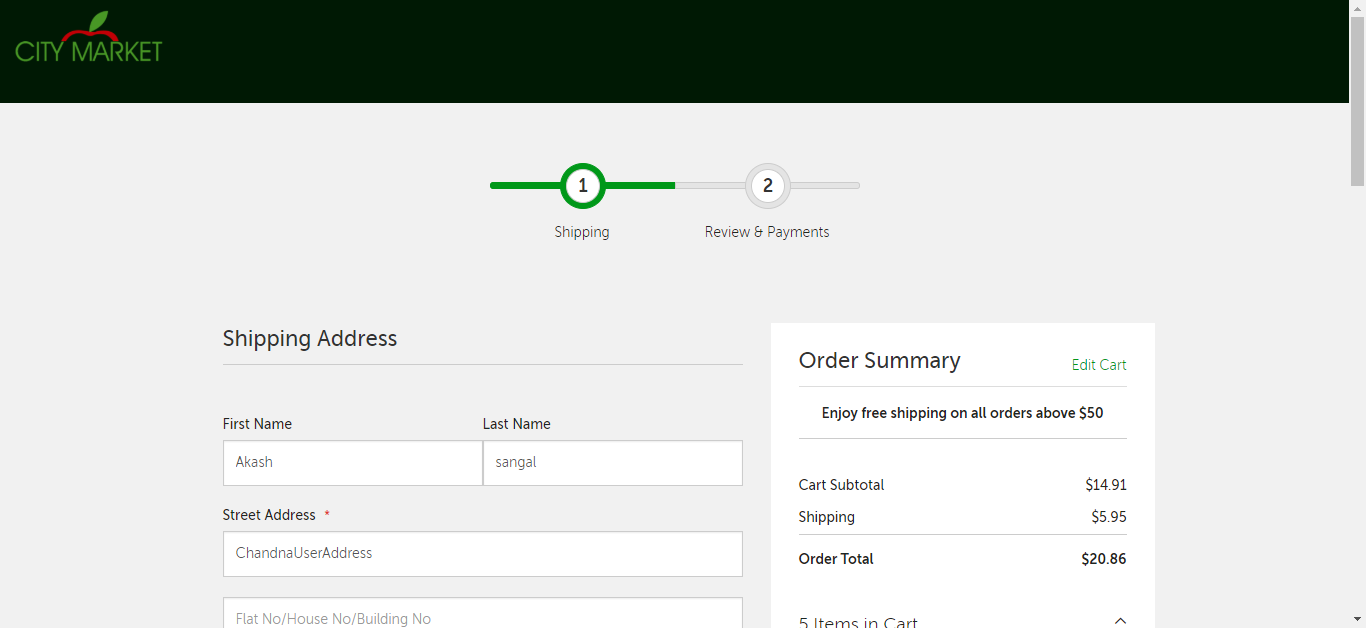 CITY MARKET
1
2
Shipping
Review & Payments
Shipping Address
First Name
Last Name
Akash
sangal
Street Address *
ChandnaUserAddress
Flat No/House No/Building No
Order Summary
Edit Cart
Enjoy free shipping on all orders above $50
Cart Subtotal $14.91
Shipping $5.95
Order Total $20.86
5 Items in Cart